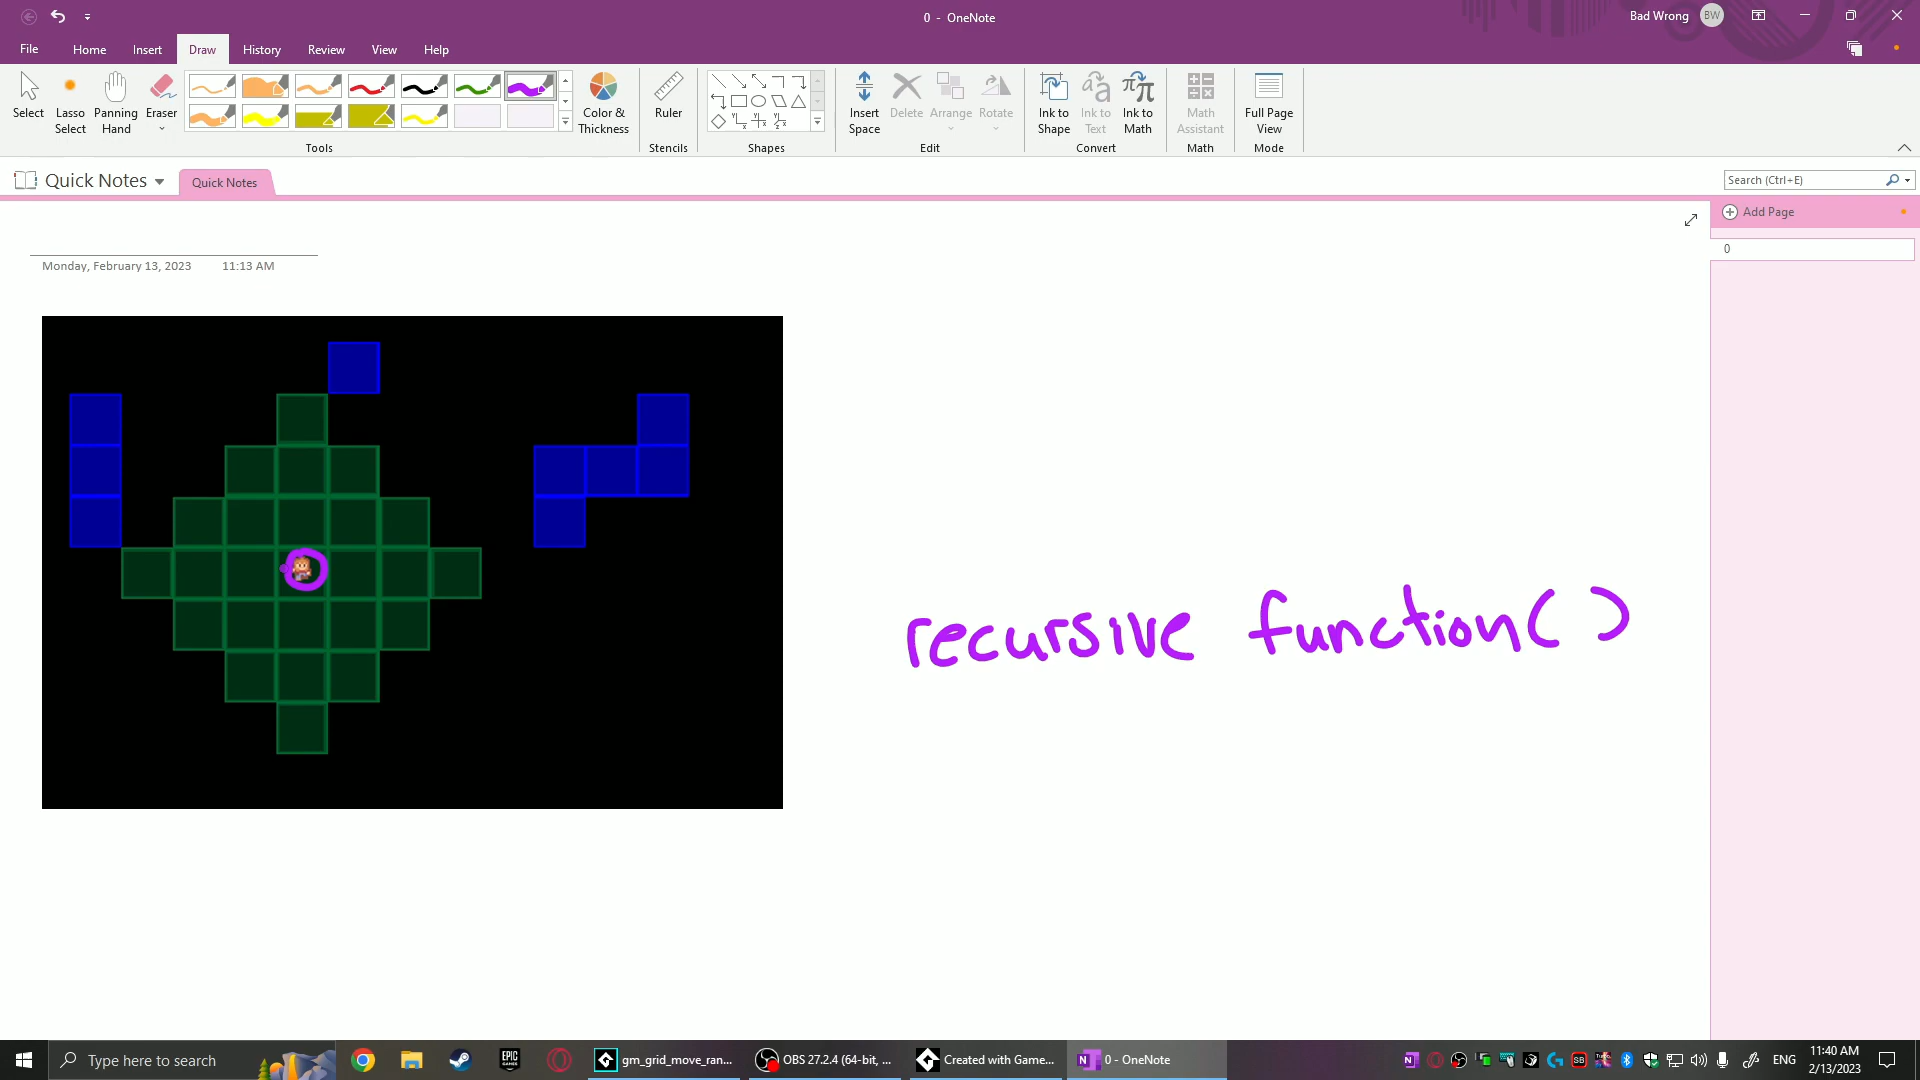 0 - OneNote
Bad Wrong
BW
File
Home
Insert
Draw
History
Review
View
Help
Select
Lasso
Select
Panning
Hand
Eraser
Color &
Thickness
Ruler
Insert
Space
Delete
Arrange
Rotate
Ink to
Shape
Ink to
Text
Ink to
Math
Math
Assistant
Full Page
View
Tools
Stencils
Shapes
Edit
Convert
Math
Mode
Quick Notes
Quick Notes
Search (Ctrl+E)
Add Page
0
Monday, February 13, 2023
11:13 AM
recursive function( )
Type here to search
EPIC
GAMES
gm_grid_move_ran...
OBS 27.2.4 (64-bit, ...
Created with Game...
0 - OneNote
ENG
11:40 AM
2/13/2023